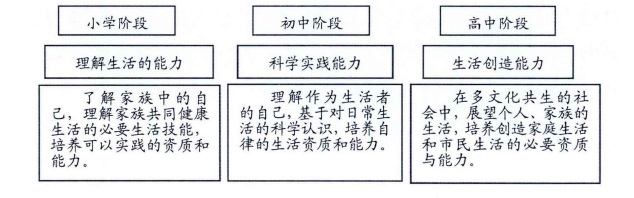 小学阶段
初中阶段
高中阶段
理解生活的能力
科学实践能力
生活创造能力
了解家族中的自
己，理解家族共同健康
生活的必要生活技能，
培养可以实践的资质和
能力。
理解作为生活者
的自己，基于对日常生
活的科学认识，培养自
律的生活资质和能力。
在多文化共生的社
会中，展望个人、家族的
生活，培养创造家庭生活
和市民生活的必要资质
与能力。